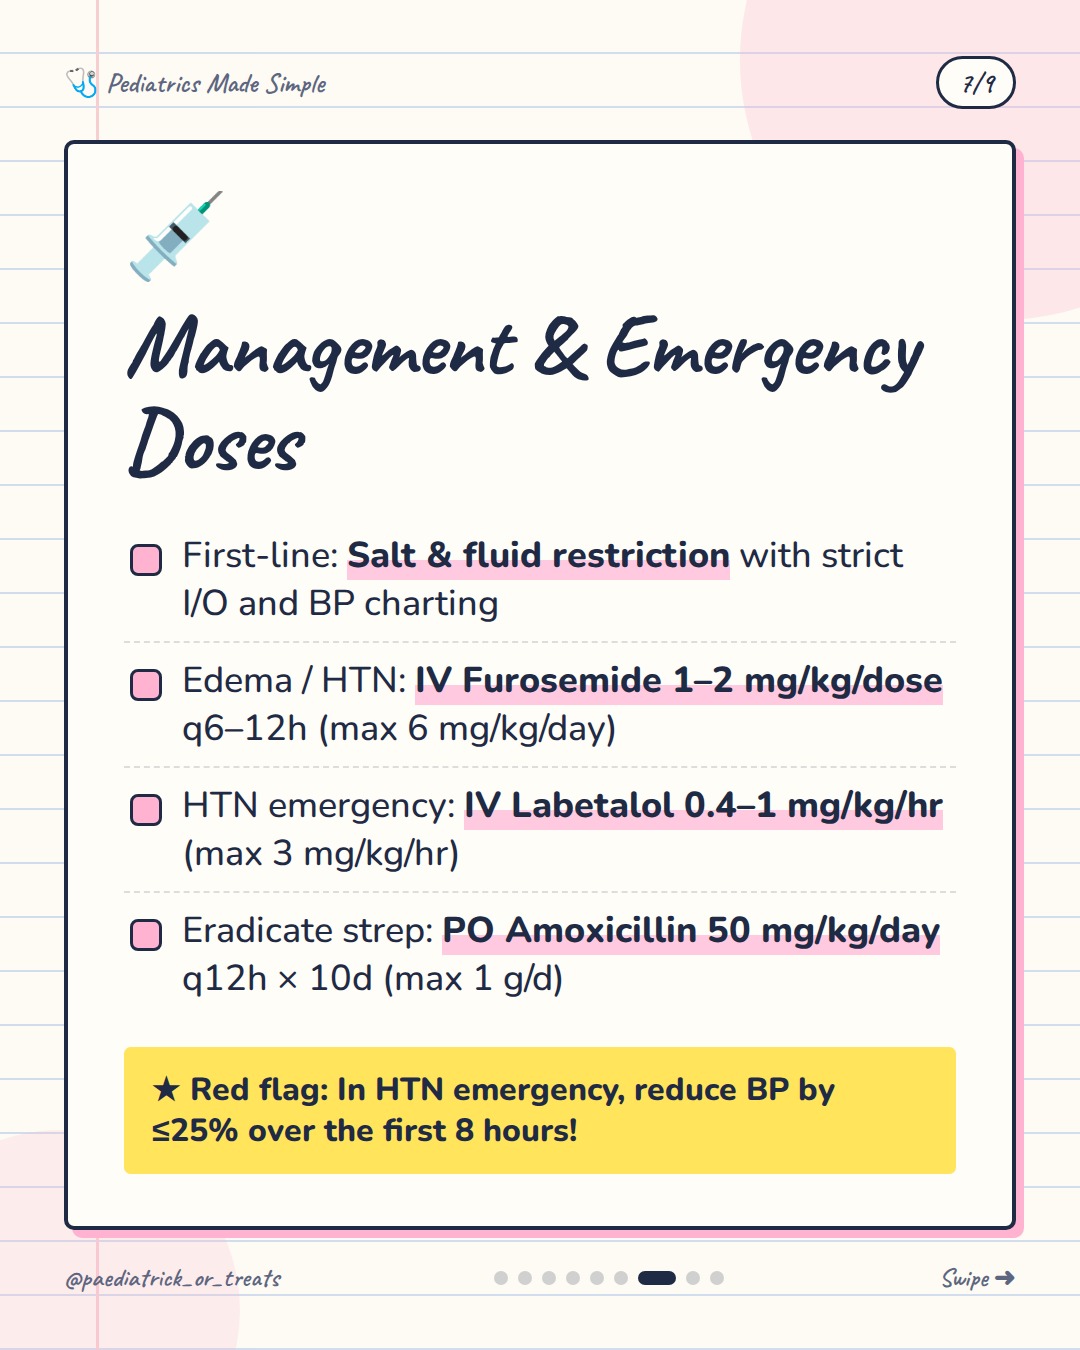 Pediatrics Made Simple
7/9
Management & Emergency
Doses
First-line: Salt & fluid restriction with strict
I/O and BP charting
Edema / HTN: IV Furosemide 1–2 mg/kg/dose
q6–12h (max 6 mg/kg/day)
HTN emergency: IV Labetalol 0.4–1 mg/kg/hr
(max 3 mg/kg/hr)
Eradicate strep: PO Amoxicillin 50 mg/kg/day
q12h × 10d (max 1 g/d)
★ Red flag: In HTN emergency, reduce BP by
≤25% over the first 8 hours!
@paediatrick_or_treats
Swipe ➜